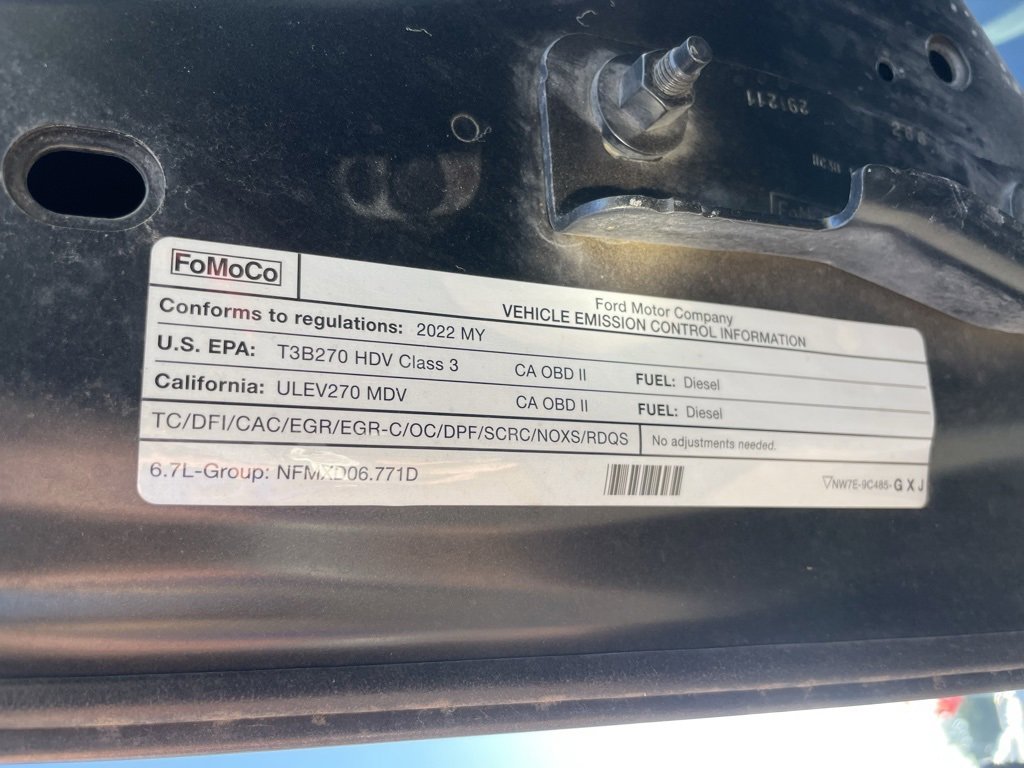 291211
FoMoCo
Ford Motor Company
VEHICLE EMISSION CONTROL INFORMATION
Conforms to regulations: 2022 MY
U.S. EPA: T3B270 HDV Class 3 CA OBD II FUEL: Diesel
California: ULEV270 MDV CA OBD II FUEL: Diesel
TC/DFI/CAC/EGR/EGR-C/OC/DPF/SCRC/NOXS/RDQS No adjustments needed.
6.7L-Group: NFMXD06.771D ▽NW7E-9C485-GXJ